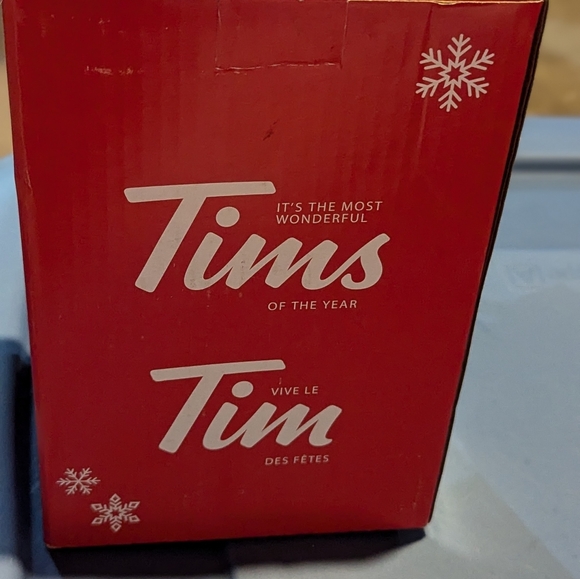 IT'S THE MOST
WONDERFUL
Tims
OF THE YEAR
VIVE LE
Tim
DES FÊTES